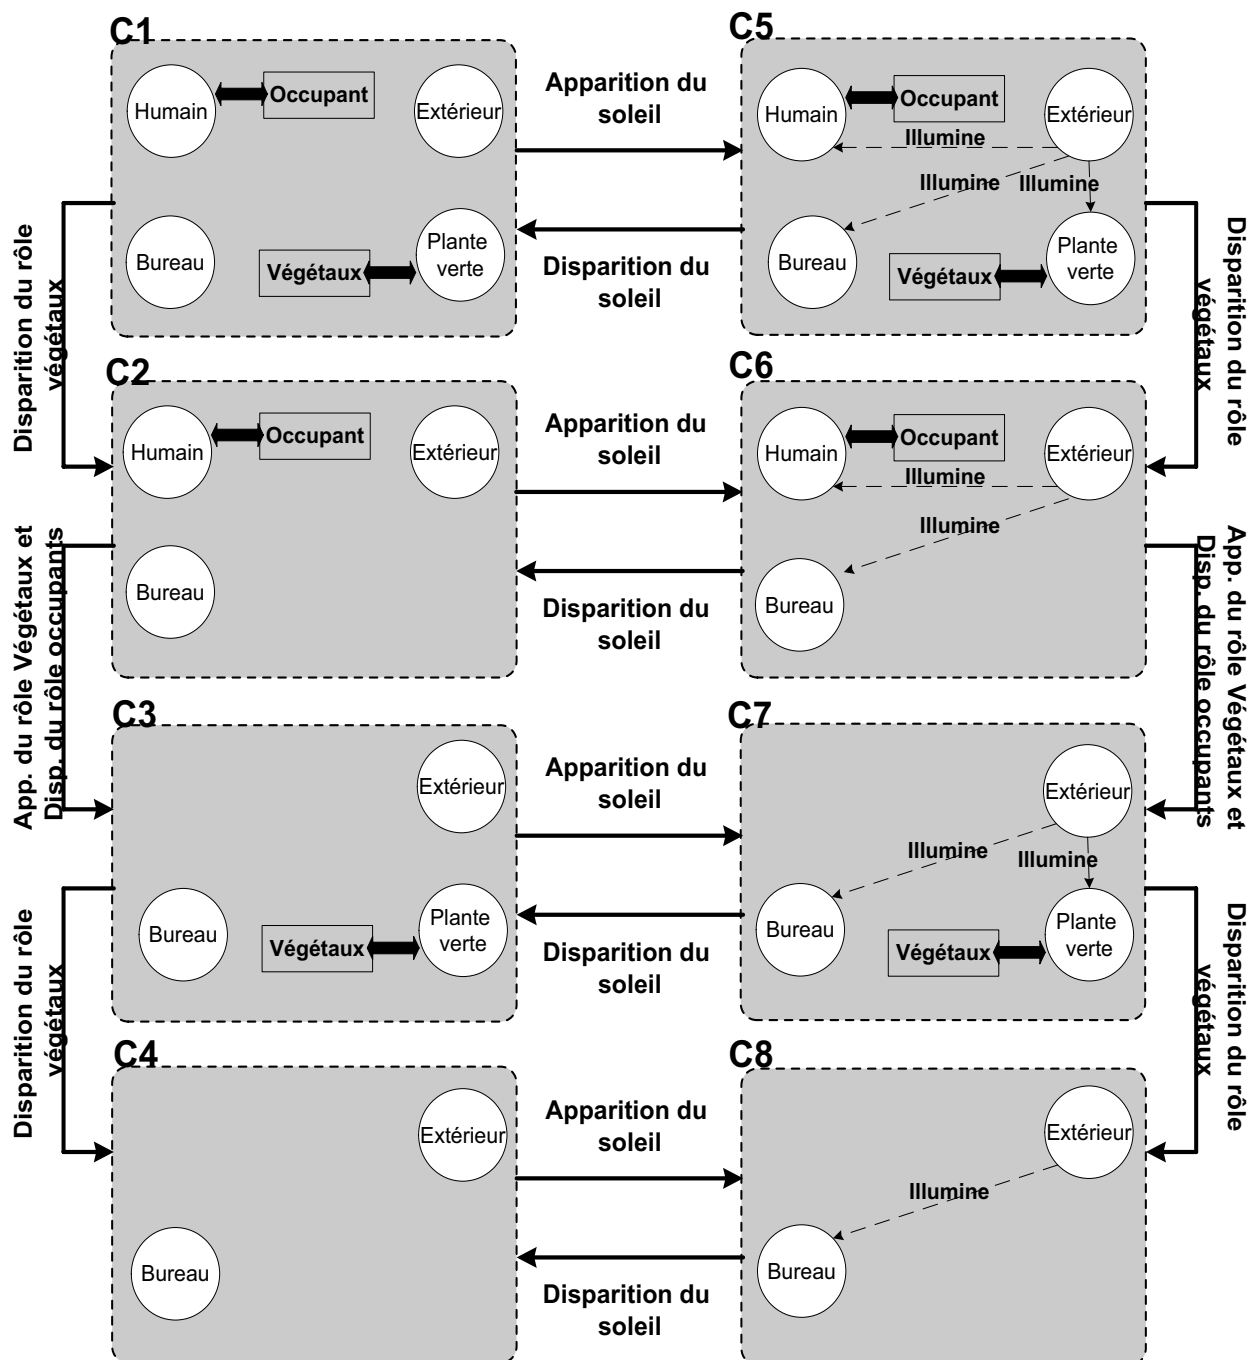 C1
Humain
Occupant
Extérieur
Bureau
Végétaux
Plante
verte
Apparition du
soleil
Disparition du
soleil
C5
Humain
Occupant
Extérieur
Illumine
Illumine
Illumine
Bureau
Végétaux
Plante
verte
Disparition du rôle
végétaux
Disparition du rôle
végétaux
C2
Humain
Occupant
Extérieur
Bureau
Apparition du
soleil
Disparition du
soleil
C6
Humain
Occupant
Extérieur
Illumine
Illumine
Bureau
App. du rôle Végétaux et
Disp. du rôle occupants
App. du rôle Végétaux et
Disp. du rôle occupants
C3
Extérieur
Bureau
Végétaux
Plante
verte
Apparition du
soleil
Disparition du
soleil
C7
Extérieur
Illumine
Illumine
Bureau
Végétaux
Plante
verte
Disparition du rôle
végétaux
Disparition du rôle
végétaux
C4
Extérieur
Bureau
Apparition du
soleil
Disparition du
soleil
C8
Extérieur
Illumine
Bureau